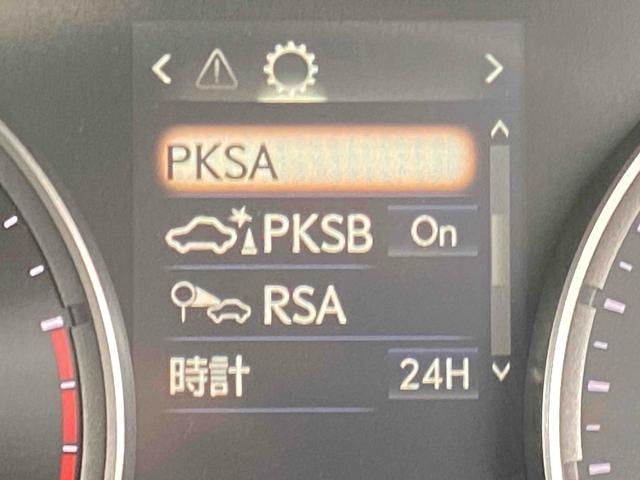 PKSA
PKSB On
RSA
時計 24H